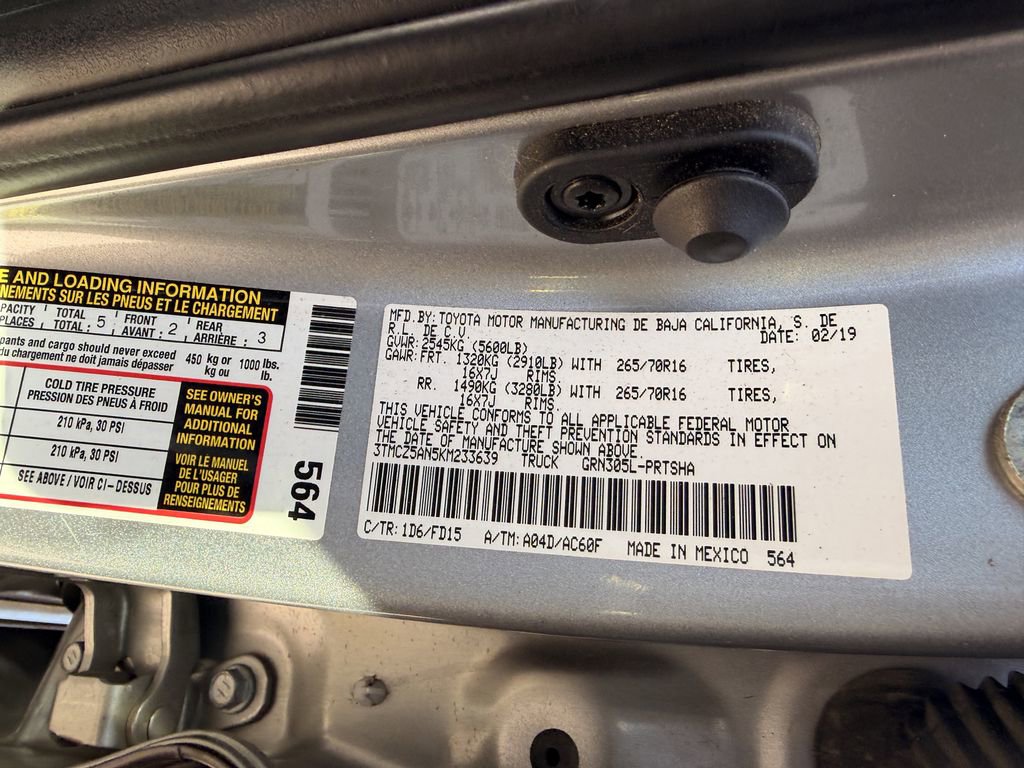 E AND LOADING INFORMATION
NEMENTS SUR LES PNEUS ET LE CHARGEMENT
PACITY TOTAL FRONT REAR
PLACES TOTAL : 5 AVANT : 2 ARRIÈRE : 3
pants and cargo should never exceed 450 kg or 1000 lbs.
du chargement ne doit jamais dépasser kg ou lb.
COLD TIRE PRESSURE
PRESSION DES PNEUS À FROID
210 kPa, 30 PSI
210 kPa, 30 PSI
SEE ABOVE / VOIR CI-DESSUS
SEE OWNER'S
MANUAL FOR
ADDITIONAL
INFORMATION
VOIR LE MANUEL
DE L'USAGER
POUR PLUS DE
RENSEIGNEMENTS
564
MFD.BY: TOYOTA MOTOR MANUFACTURING DE BAJA CALIFORNIA, S. DE
R.L. DE C.V. DATE: 02/19
GVWR: 2545KG (5600LB)
GAWR: FRT. 1320KG (2910LB) WITH 265/70R16 TIRES,
16X7J RIMS.
RR. 1490KG (3280LB) WITH 265/70R16 TIRES,
16X7J RIMS.
THIS VEHICLE CONFORMS TO ALL APPLICABLE FEDERAL MOTOR
VEHICLE SAFETY AND THEFT PREVENTION STANDARDS IN EFFECT ON
THE DATE OF MANUFACTURE SHOWN ABOVE.
3TMCZ5AN5KM233639 TRUCK GRN305L-PRTSHA
C/TR: 1D6/FD15 A/TM: A04D/AC60F MADE IN MEXICO 564